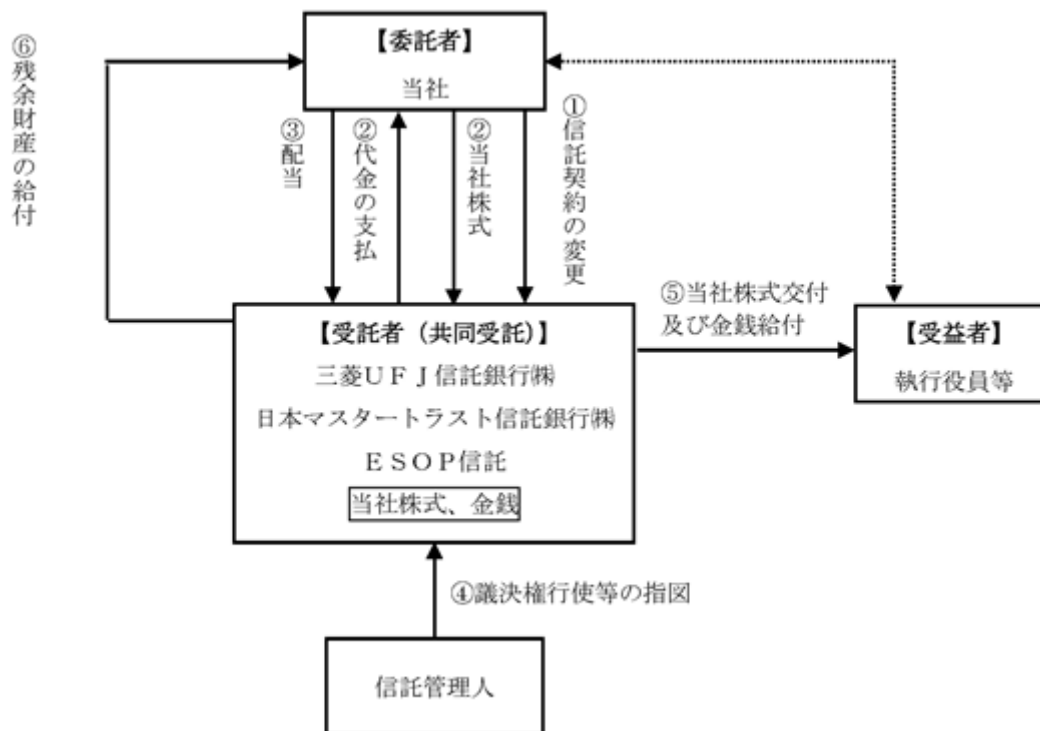 ⑥残余財産の給付
【委託者】
当社
③配当
②代金の支払
②当社株式
①信託契約の変更
【受託者（共同受託）】
三菱ＵＦＪ信託銀行㈱
日本マスタートラスト信託銀行㈱
ＥＳＯＰ信託
当社株式、金銭
⑤当社株式交付
及び金銭給付
【受益者】
執行役員等
④議決権行使等の指図
信託管理人